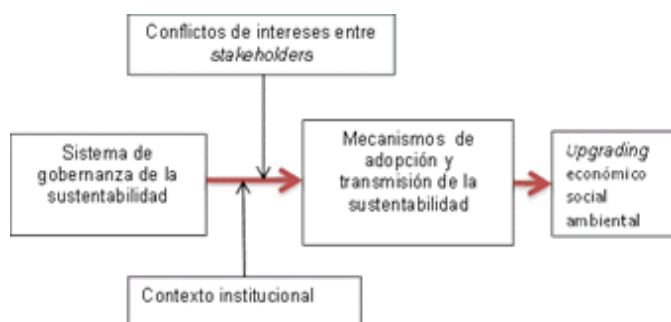 Conflictos de intereses entre
stakeholders
Sistema de
gobernanza de la
sustentabilidad
Mecanismos de
adopción y
transmisión de la
sustentabilidad
Upgrading
económico
social
ambiental
Contexto institucional